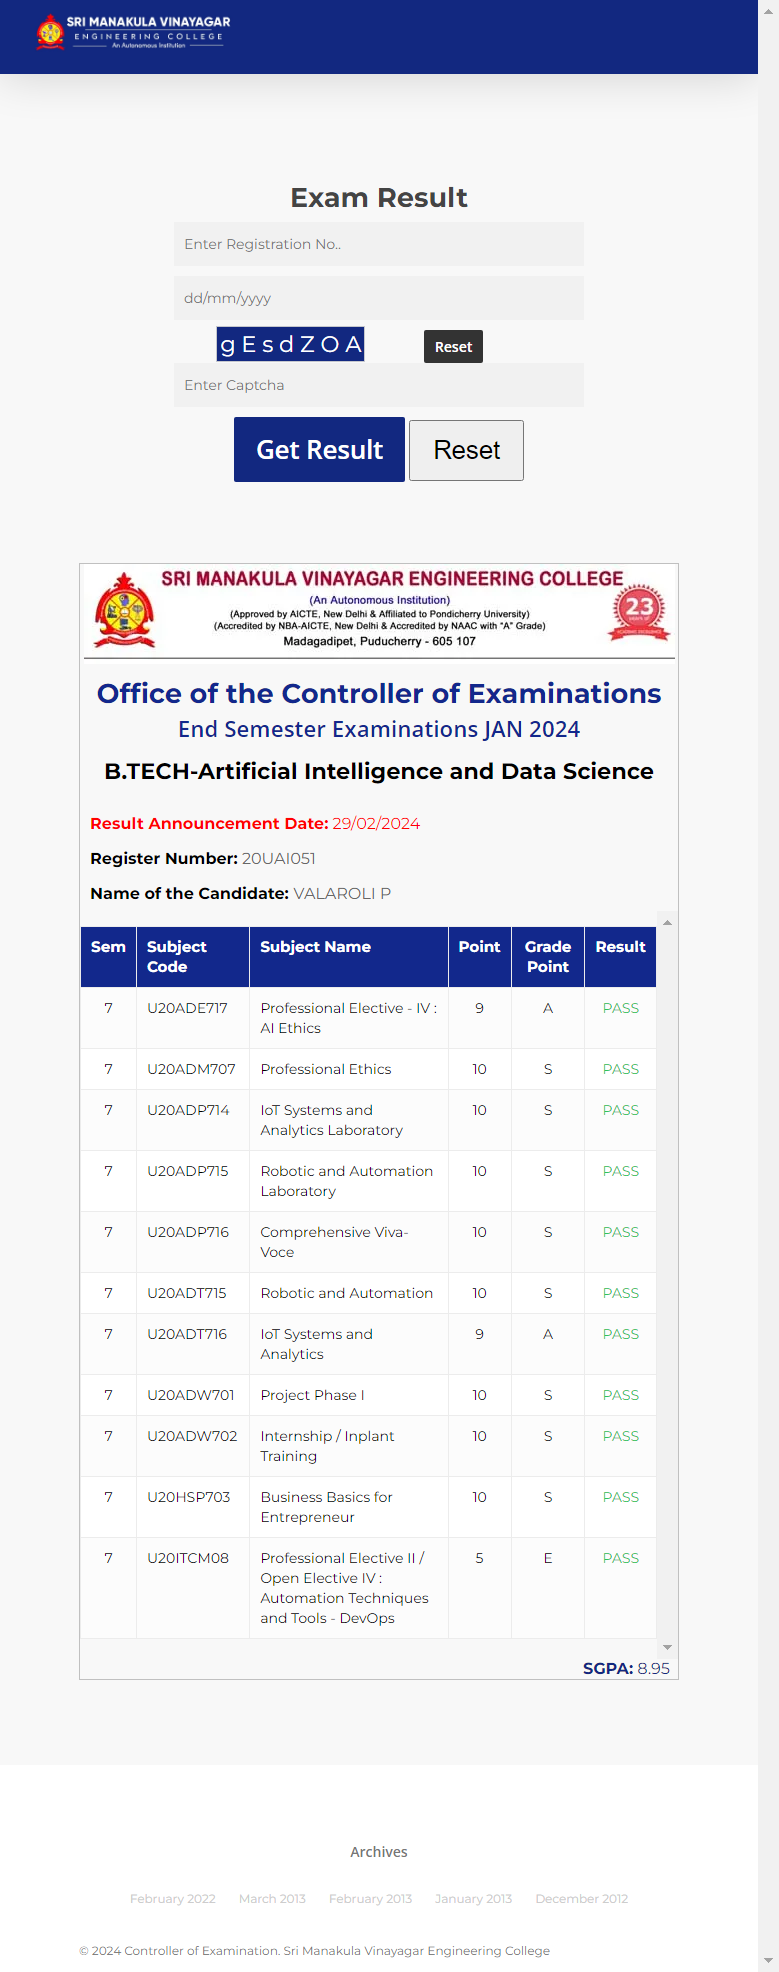 SRI MANAKULA VINAYAGAR
ENGINEERING COLLEGE
An Autonomous Institution
Exam Result
Enter Registration No..
dd/mm/yyyy
gEsdZOA
Reset
Enter Captcha
Get Result Reset
SRI MANAKULA VINAYAGAR ENGINEERING COLLEGE
(An Autonomous Institution)
(Approved by AICTE, New Delhi & Affiliated to Pondicherry University)
(Accredited by NBA-AICTE, New Delhi & Accredited by NAAC with "A" Grade)
Madagadipet, Puducherry - 605 107
23
YEARS OF
ACADEMIC EXCELLENCE
Office of the Controller of Examinations
End Semester Examinations JAN 2024
B.TECH-Artificial Intelligence and Data Science
Result Announcement Date: 29/02/2024
Register Number: 20UAI051
Name of the Candidate: VALAROLI P
Sem Subject Code Subject Name Point Grade Point Result
7 U20ADE717 Professional Elective - IV : AI Ethics 9 A PASS
7 U20ADM707 Professional Ethics 10 S PASS
7 U20ADP714 IoT Systems and Analytics Laboratory 10 S PASS
7 U20ADP715 Robotic and Automation Laboratory 10 S PASS
7 U20ADP716 Comprehensive Viva-Voce 10 S PASS
7 U20ADT715 Robotic and Automation 10 S PASS
7 U20ADT716 IoT Systems and Analytics 9 A PASS
7 U20ADW701 Project Phase I 10 S PASS
7 U20ADW702 Internship / Inplant Training 10 S PASS
7 U20HSP703 Business Basics for Entrepreneur 10 S PASS
7 U20ITCM08 Professional Elective II / Open Elective IV : Automation Techniques and Tools - DevOps 5 E PASS
SGPA: 8.95
Archives
February 2022 March 2013 February 2013 January 2013 December 2012
© 2024 Controller of Examination. Sri Manakula Vinayagar Engineering College